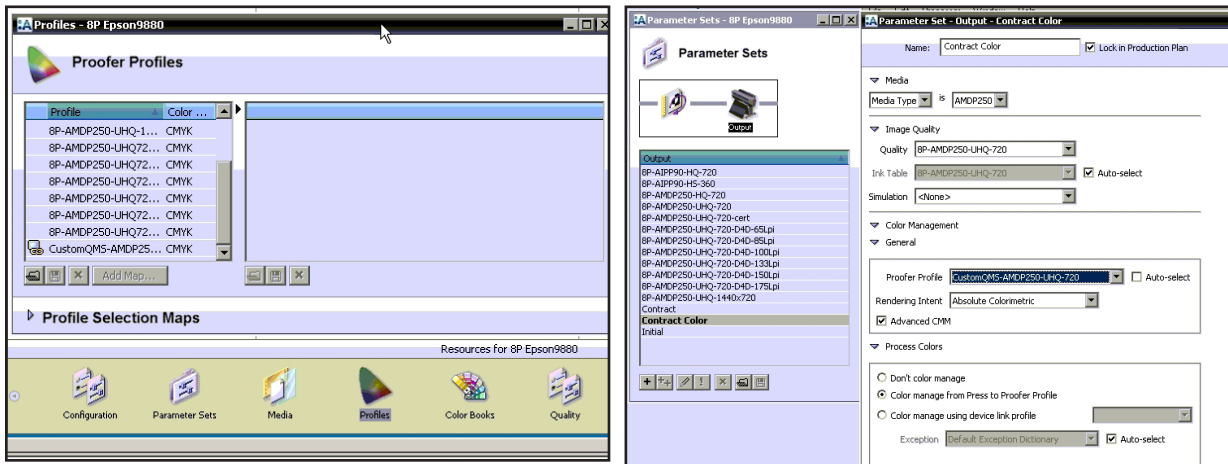 Profiles - 8P Epson9880
Proofer Profiles
Profile Color ...
8P-AMDP250-UHQ-1... CMYK
8P-AMDP250-UHQ72... CMYK
8P-AMDP250-UHQ72... CMYK
8P-AMDP250-UHQ72... CMYK
8P-AMDP250-UHQ72... CMYK
8P-AMDP250-UHQ72... CMYK
8P-AMDP250-UHQ72... CMYK
CustomQMS-AMDP25... CMYK
Add Map...
Profile Selection Maps
Resources for 8P Epson9880
Configuration Parameter Sets Media Profiles Color Books Quality
Parameter Sets - 8P Epson9880
Parameter Sets
Output
Output
8P-AIPP90-HQ-720
8P-AIPP90-HS-360
8P-AMDP250-HQ-720
8P-AMDP250-UHQ-720
8P-AMDP250-UHQ-720-cert
8P-AMDP250-UHQ-720-D4D-65Lpi
8P-AMDP250-UHQ-720-D4D-85Lpi
8P-AMDP250-UHQ-720-D4D-100Lpi
8P-AMDP250-UHQ-720-D4D-133Lpi
8P-AMDP250-UHQ-720-D4D-150Lpi
8P-AMDP250-UHQ-720-D4D-175Lpi
8P-AMDP250-UHQ-1440x720
Contract
Contract Color
Initial
Parameter Set - Output - Contract Color
Name: Contract Color Lock in Production Plan
Media
Media Type is AMDP250
Image Quality
Quality 8P-AMDP250-UHQ-720
Ink Table 8P-AMDP250-UHQ-720 Auto-select
Simulation <None>
Color Management
General
Proofer Profile CustomQMS-AMDP250-UHQ-720 Auto-select
Rendering Intent Absolute Colorimetric
Advanced CMM
Process Colors
Don't color manage
Color manage from Press to Proofer Profile
Color manage using device link profile
Exception Default Exception Dictionary Auto-select